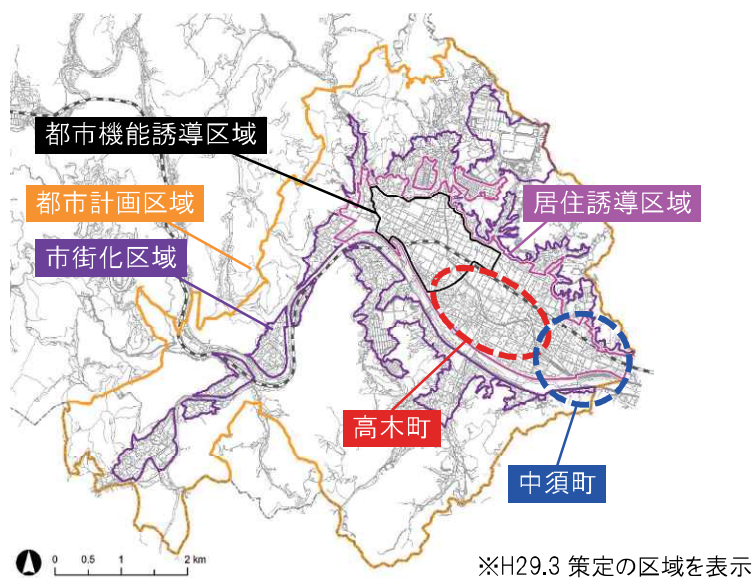 都市機能誘導区域
都市計画区域
居住誘導区域
市街化区域
高木町
中須町
0 0.5 1 2 km
※H29.3 策定の区域を表示